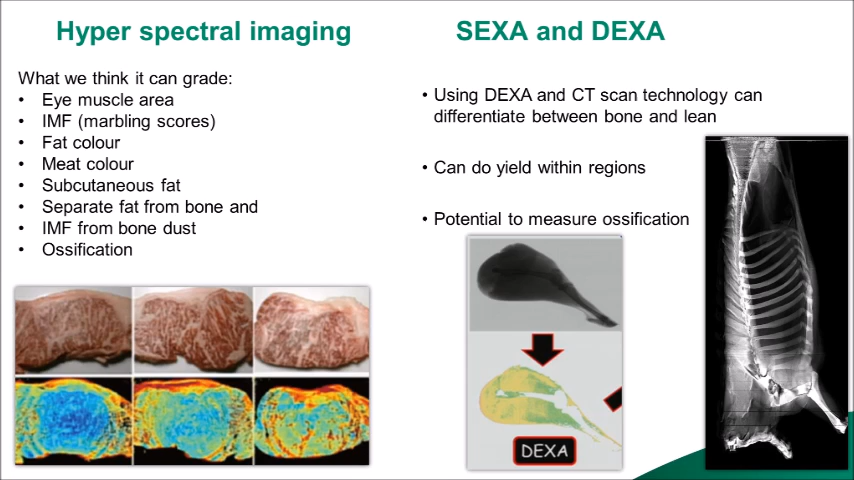 Hyper spectral imaging
What we think it can grade:
• Eye muscle area
• IMF (marbling scores)
• Fat colour
• Meat colour
• Subcutaneous fat
• Separate fat from bone and
• IMF from bone dust
• Ossification
SEXA and DEXA
• Using DEXA and CT scan technology can
differentiate between bone and lean
• Can do yield within regions
• Potential to measure ossification
DEXA